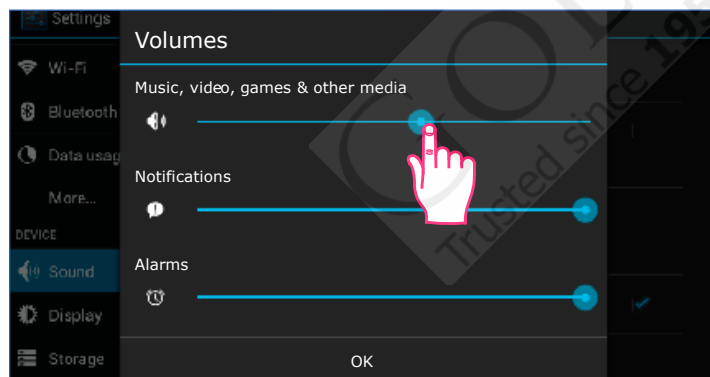 Settings
Volumes
Wi-Fi
Music, video, games & other media
Bluetooth
Data usag
Notifications
More...
DEVICE
Alarms
Sound
Display
Storage
OK
Trusted since 195